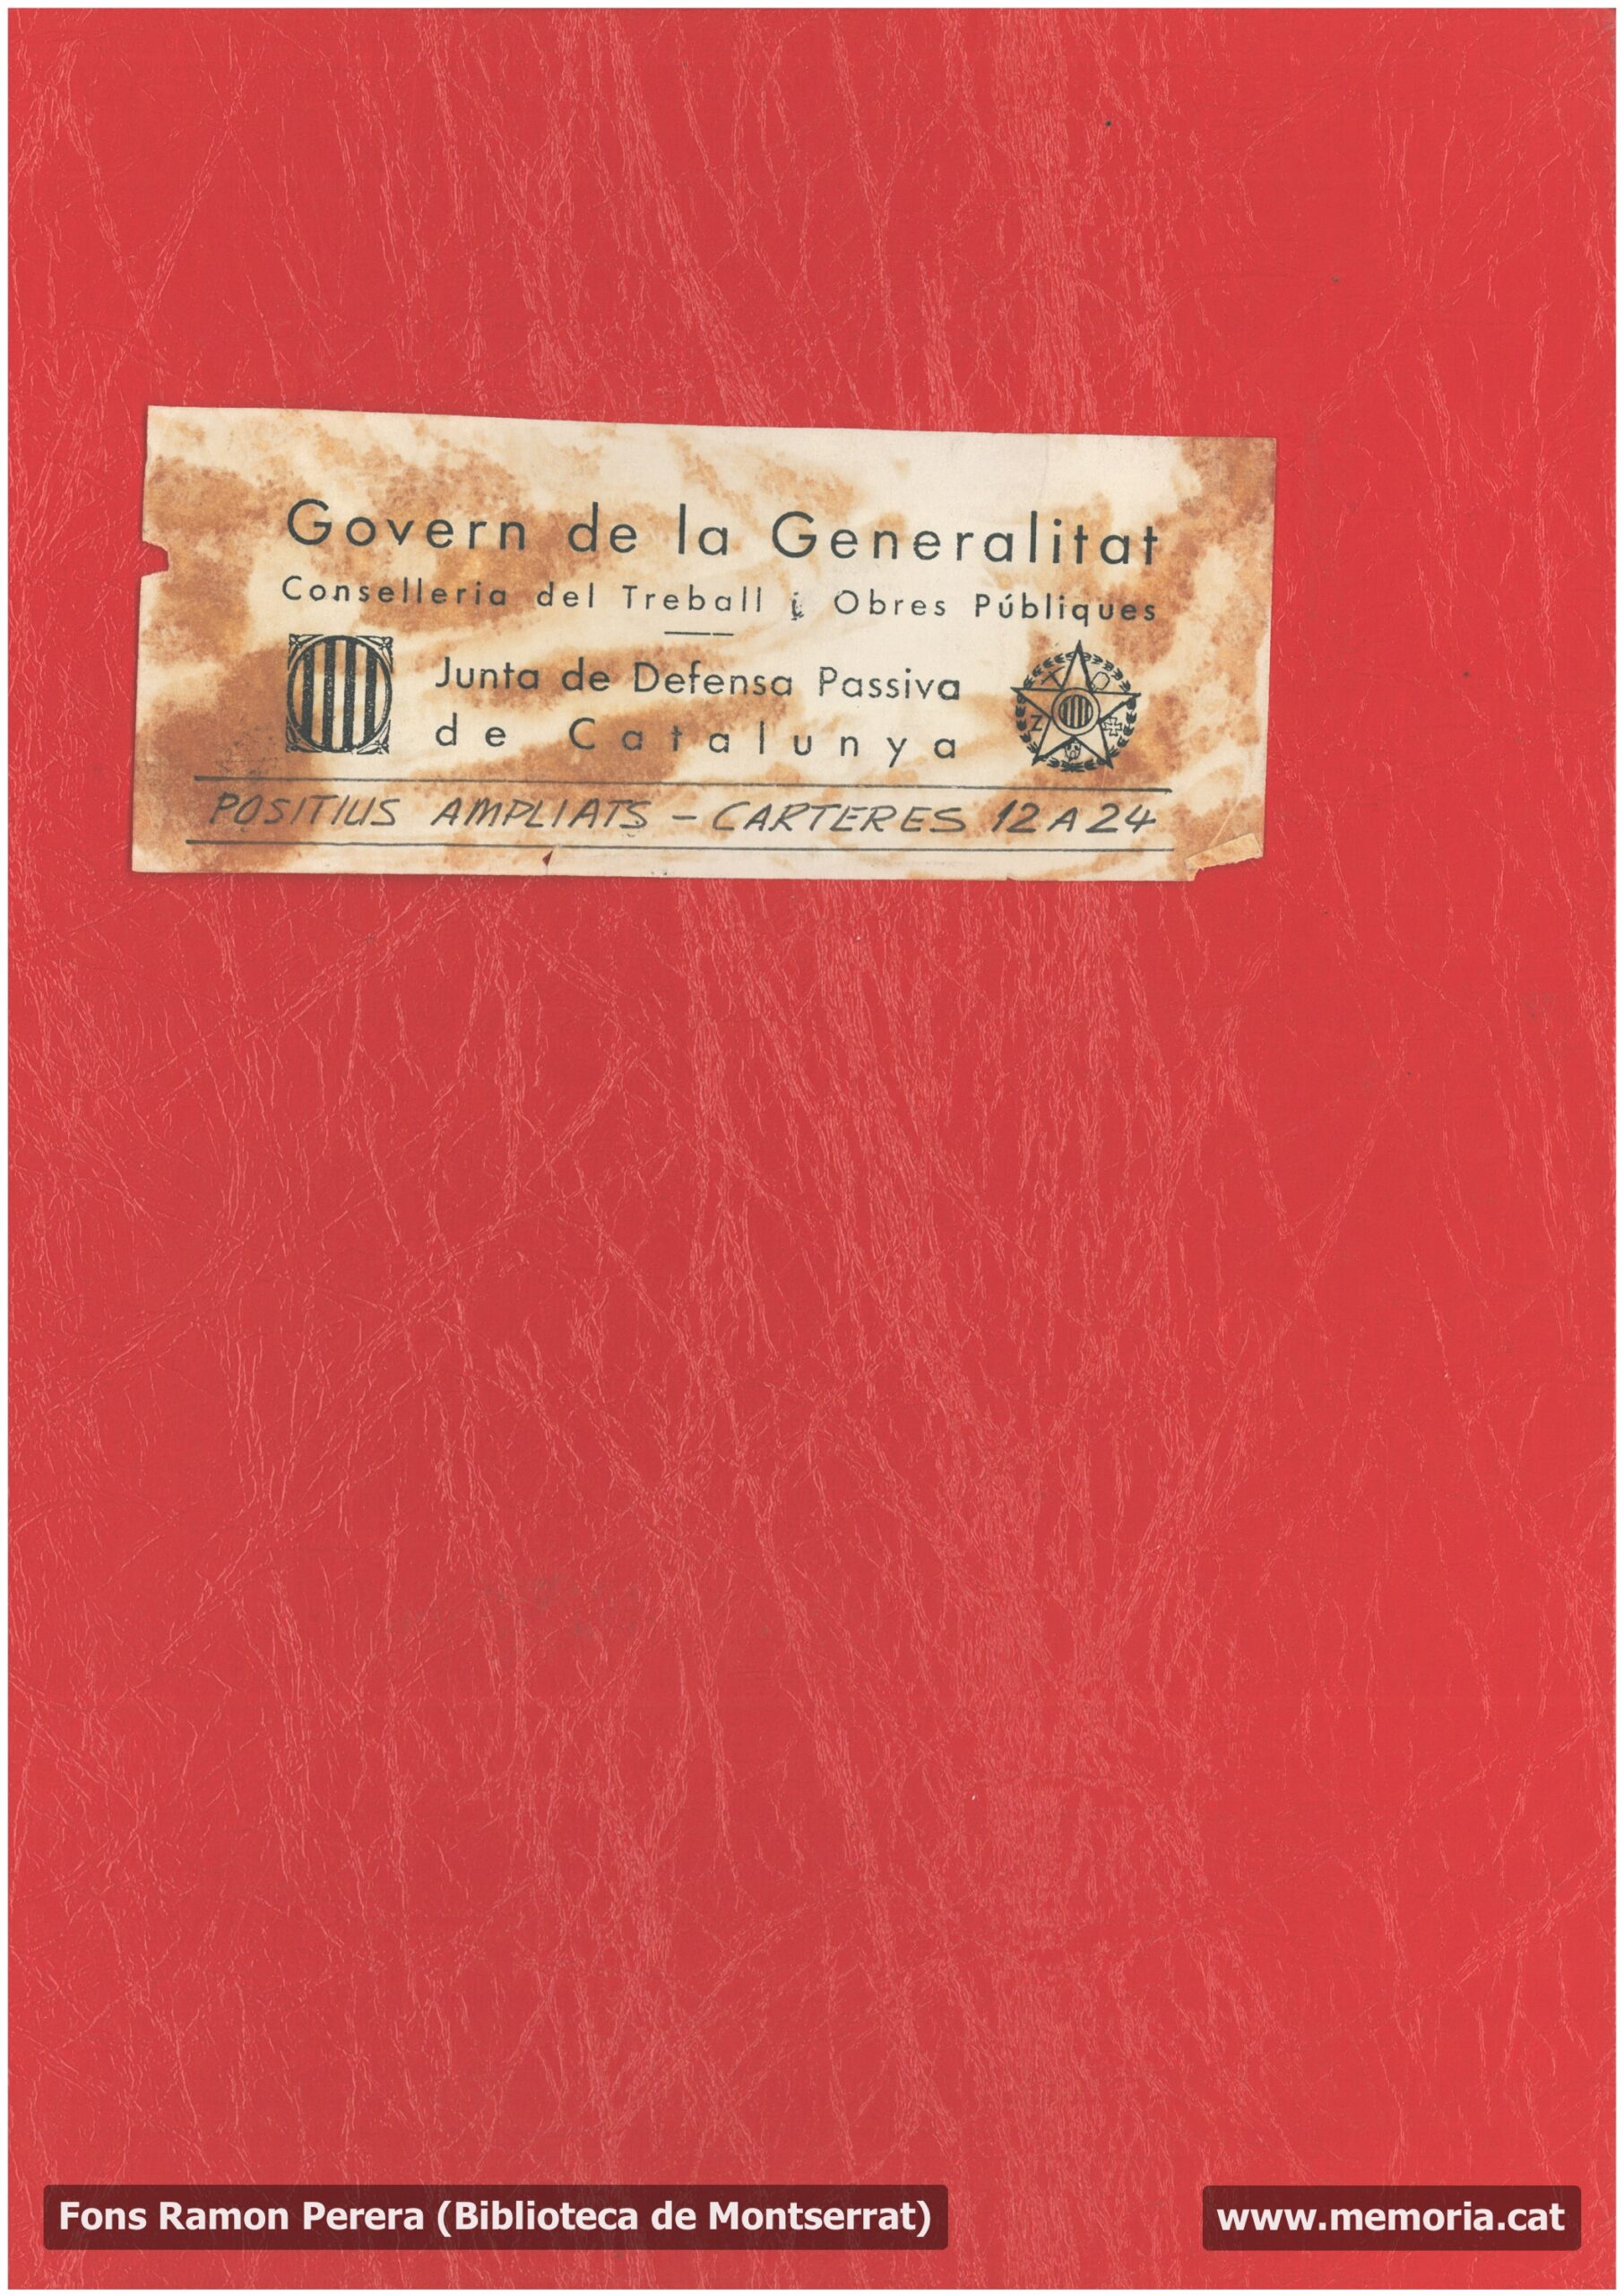 Govern de la Generalitat
Conselleria del Treball i Obres Públiques
Junta de Defensa Passiva
de Catalunya
POSITIUS AMPLIATS - CARTERES 12 A 24
Fons Ramon Perera (Biblioteca de Montserrat)
www.memoria.cat